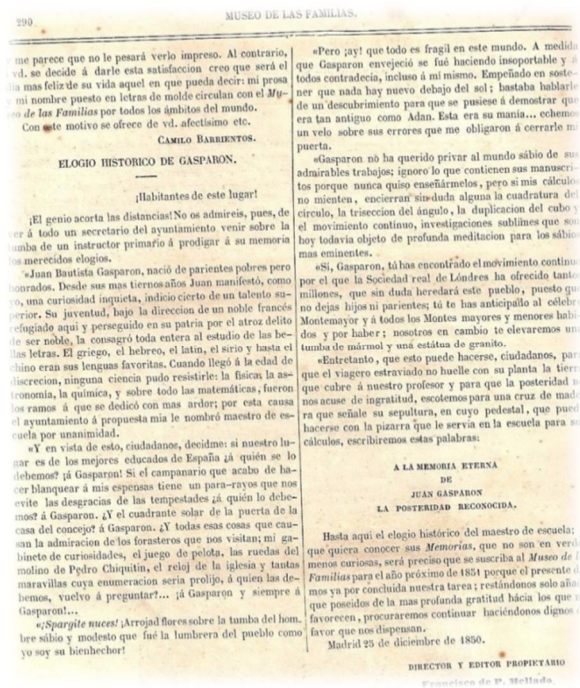 290
MUSEO DE LAS FAMILIAS.
me parece que no le pesará verlo impreso. Al contrario,
vd. se decide á darle esta satisfaccion creo que será el
dia mas feliz de su vida aquel en que pueda decir: mi prosa
y mi nombre puesto en letras de molde circulan con el Mu-
seo de las Familias por todos los ámbitos del mundo.
Con este motivo se ofrece de vd. afectísimo etc.
CAMILO BARRIENTOS.
ELOGIO HISTORICO DE GASPARON.
¡Habitantes de este lugar!
¡El genio acorta las distancias! No os admireis, pues, de
ver á todo un secretario del ayuntamiento venir sobre la
tumba de un instructor primario á prodigar á su memoria
los merecidos elogios.
«Juan Bautista Gasparon, nació de parientes pobres pero
honrados. Desde sus mas tiernos años Juan manifestó, como
yo, una curiosidad inquieta, indicio cierto de un talento su-
perior. Su juventud, bajo la direccion de un noble francés
refugiado aqui y perseguido en su patria por el atroz delito
de ser noble, la consagró toda entera al estudio de las be-
llas letras. El griego, el hebreo, el latin, el sirio y hasta el
chino eran sus lenguas favoritas. Cuando llegó á la edad de
discrecion, ninguna ciencia pudo resistirle: la física, la as-
tronomia, la química, y sobre todo las matemáticas, fueron
los ramos á que se dedicó con mas ardor; por esta causa
el ayuntamiento á propuesta mia le nombró maestro de es-
cuela por unanimidad.
«Y en vista de esto, ciudadanos, decidme: si nuestro lu-
gar es de los mejores educados de España ¿á quién se lo
debemos? ¡á Gasparon! Si el campanario que acabo de ha-
cer blanquear á mis espensas tiene un para-rayos que nos
evite las desgracias de las tempestades ¿á quién lo debe-
mos? á Gasparon. ¿Y el cuadrante solar de la puerta de la
casa del concejo? á Gasparon. ¿Y todas esas cosas que cau-
san la admiracion de los forasteros que nos visitan; mi ga-
binete de curiosidades, el juego de pelota, las ruedas del
molino de Pedro Chiquitin, el reloj de la iglesia y tantas
maravillas cuya enumeracion seria prolijo, á quien las de-
bemos, vuelvo á preguntar?... ¡á Gasparon y siempre á
Gasparon!...
«¡Spargite nuces! ¡Arrojad flores sobre la tumba del hom-
bre sábio y modesto que fué la lumbrera del pueblo como
yo soy su bienhechor!
«Pero ¡ay! que todo es fragil en este mundo. A medida
que Gasparon envejeció se fué haciendo insoportable y á
todos contradecia, incluso á mí mismo. Empeñado en soste-
ner que nada hay nuevo debajo del sol; bastaba hablarle
de un descubrimiento para que se pusiese á demostrar que
era tan antiguo como Adan. Esta era su mania... echemos
un velo sobre sus errores que me obligaron á cerrarle mi
puerta.
«Gasparon no ha querido privar al mundo sábio de sus
admirables trabajos; ignoro lo que contienen sus manuscri-
tos porque nunca quiso enseñármelos, pero si mis cálculos
no mienten, encierran sin duda alguna la cuadratura del
círculo, la triseccion del ángulo, la duplicacion del cubo y
el movimiento continuo, investigaciones sublimes que son
hoy todavia objeto de profunda meditacion para los sábios
mas eminentes.
«Si, Gasparon, tú has encontrado el movimiento continuo
por el que la Sociedad real de Lóndres ha ofrecido tantos
millones, que sin duda heredará este pueblo, puesto que
no dejas hijos ni parientes; tú te has anticipado al célebre
Montemayor y á todos los Montes mayores y menores habi-
dos y por haber; nosotros en cambio te elevaremos una
tumba de mármol y una estátua de granito.
«Entretanto, que esto puede hacerse, ciudadanos, para
que el viagero estraviado no huelle con su planta la tierra
que cubre á nuestro profesor y para que la posteridad no
nos acuse de ingratitud, escotemos para una cruz de made-
ra que señale su sepultura, en cuyo pedestal, que puede
hacerse con la pizarra que le servia en la escuela para sus
cálculos, escribiremos estas palabras:
A LA MEMORIA ETERNA
DE
JUAN GASPARON
LA POSTERIDAD RECONOCIDA.
Hasta aqui el elogio histórico del maestro de escuela;
que quiera conocer sus Memorias, que no son en verdad
menos curiosas, será preciso que se suscriba al Museo de las
Familias para el año próximo de 1851 porque el presente da-
mos ya por concluida nuestra tarea; restándonos solo aña-
dir que poseidos de la mas profunda gratitud hácia los que nos
favorecen, procuraremos continuar haciéndonos dignos del
favor que nos dispensan.
Madrid 25 de diciembre de 1850.
DIRECTOR Y EDITOR PROPIETARIO
Francisco de P. Mellado